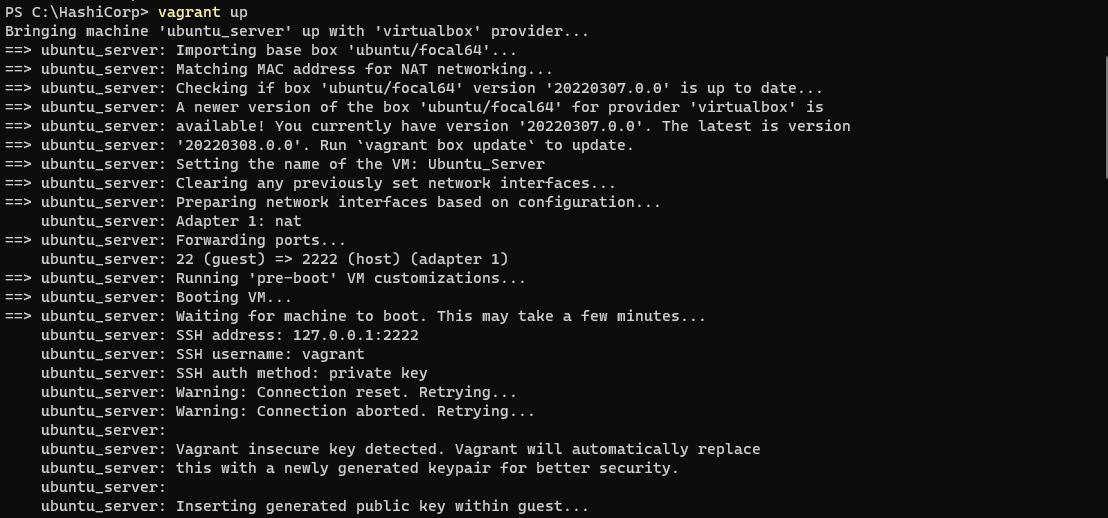 PS C:\HashiCorp> vagrant up
Bringing machine 'ubuntu_server' up with 'virtualbox' provider...
==> ubuntu_server: Importing base box 'ubuntu/focal64'...
==> ubuntu_server: Matching MAC address for NAT networking...
==> ubuntu_server: Checking if box 'ubuntu/focal64' version '20220307.0.0' is up to date...
==> ubuntu_server: A newer version of the box 'ubuntu/focal64' for provider 'virtualbox' is
==> ubuntu_server: available! You currently have version '20220307.0.0'. The latest is version
==> ubuntu_server: '20220308.0.0'. Run `vagrant box update` to update.
==> ubuntu_server: Setting the name of the VM: Ubuntu_Server
==> ubuntu_server: Clearing any previously set network interfaces...
==> ubuntu_server: Preparing network interfaces based on configuration...
    ubuntu_server: Adapter 1: nat
==> ubuntu_server: Forwarding ports...
    ubuntu_server: 22 (guest) => 2222 (host) (adapter 1)
==> ubuntu_server: Running 'pre-boot' VM customizations...
==> ubuntu_server: Booting VM...
==> ubuntu_server: Waiting for machine to boot. This may take a few minutes...
    ubuntu_server: SSH address: 127.0.0.1:2222
    ubuntu_server: SSH username: vagrant
    ubuntu_server: SSH auth method: private key
    ubuntu_server: Warning: Connection reset. Retrying...
    ubuntu_server: Warning: Connection aborted. Retrying...
    ubuntu_server:
    ubuntu_server: Vagrant insecure key detected. Vagrant will automatically replace
    ubuntu_server: this with a newly generated keypair for better security.
    ubuntu_server:
    ubuntu_server: Inserting generated public key within guest...